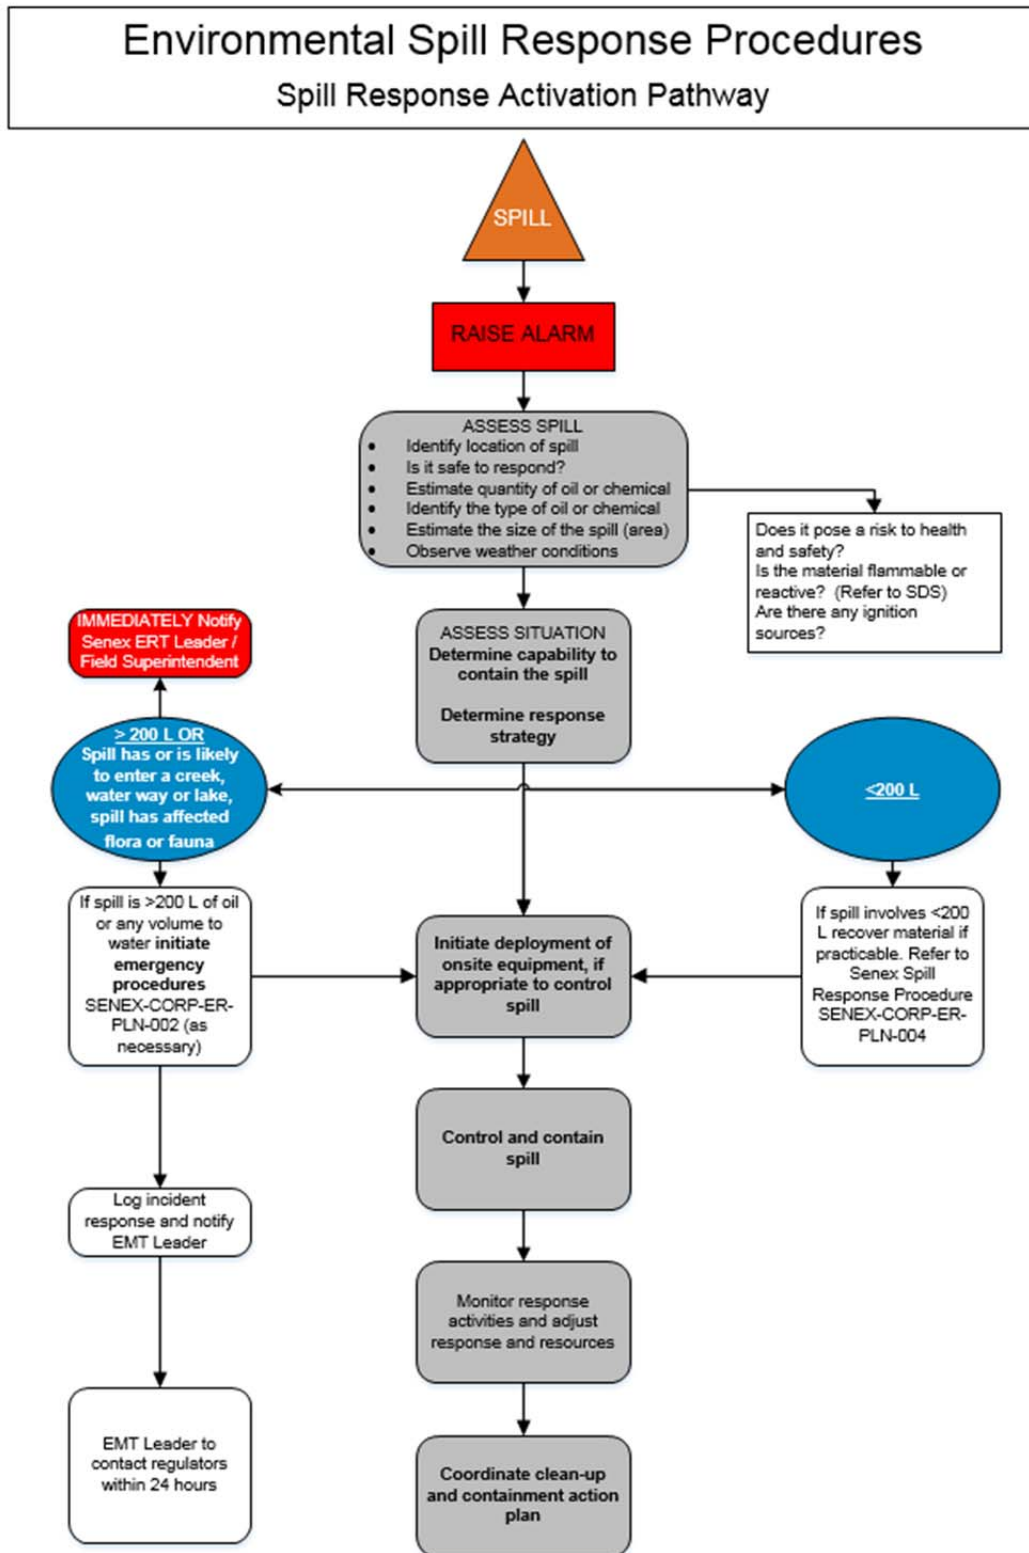 Environmental Spill Response Procedures
Spill Response Activation Pathway
SPILL
RAISE ALARM
ASSESS SPILL
• Identify location of spill
• Is it safe to respond?
• Estimate quantity of oil or chemical
• Identify the type of oil or chemical
• Estimate the size of the spill (area)
• Observe weather conditions
Does it pose a risk to health
and safety?
Is the material flammable or
reactive? (Refer to SDS)
Are there any ignition
sources?
IMMEDIATELY Notify
Senex ERT Leader /
Field Superintendent
ASSESS SITUATION
Determine capability to
contain the spill
Determine response
strategy
> 200 L OR
Spill has or is likely
to enter a creek,
water way or lake,
spill has affected
flora or fauna
<200 L
If spill is >200 L of oil
or any volume to
water initiate
emergency
procedures
SENEX-CORP-ER-
PLN-002 (as
necessary)
Initiate deployment of
onsite equipment, if
appropriate to control
spill
If spill involves <200
L recover material if
practicable. Refer to
Senex Spill
Response Procedure
SENEX-CORP-ER-
PLN-004
Control and contain
spill
Log incident
response and notify
EMT Leader
Monitor response
activities and adjust
response and resources
EMT Leader to
contact regulators
within 24 hours
Coordinate clean-up
and containment action
plan